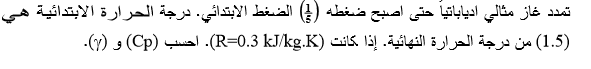 تمدد غاز مثالي ادياباتياً حتى اصبح ضغطه (1/5) الضغط الابتدائي. درجة الحرارة الابتدائية هي
(1.5) من درجة الحرارة النهائية. إذا كانت (R=0.3 kJ/kg.K). احسب (Cp) و (γ).